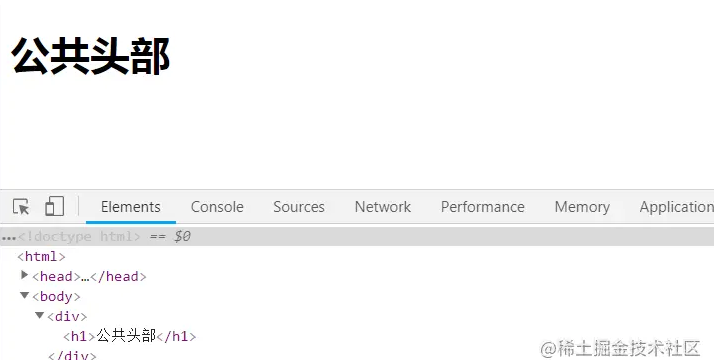 公共头部
Elements Console Sources Network Performance Memory Application
…<!doctype html> == $0
<html>
<head>…</head>
<body>
<div>
<h1>公共头部</h1>
</div>
@稀土掘金技术社区